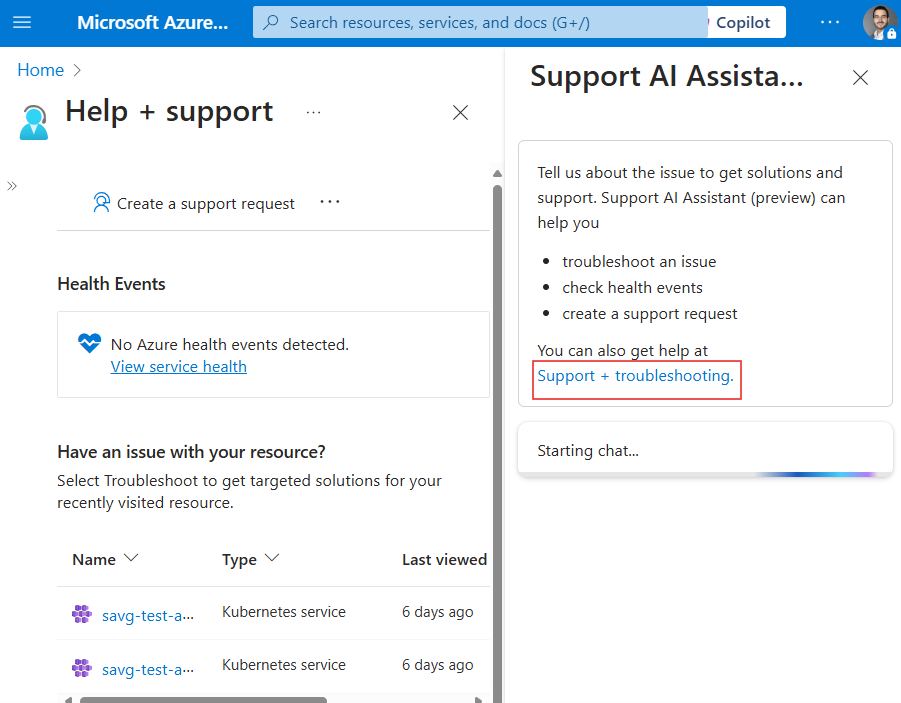 Microsoft Azure...
Search resources, services, and docs (G+/)
Copilot
...
Home
Help + support
...
Create a support request
...
Health Events
No Azure health events detected.
View service health
Have an issue with your resource?
Select Troubleshoot to get targeted solutions for your
recently visited resource.
Name Type Last viewed
savg-test-a... Kubernetes service 6 days ago
savg-test-a... Kubernetes service 6 days ago
Support AI Assista...
Tell us about the issue to get solutions and
support. Support AI Assistant (preview) can
help you
• troubleshoot an issue
• check health events
• create a support request
You can also get help at
Support + troubleshooting.
Starting chat...